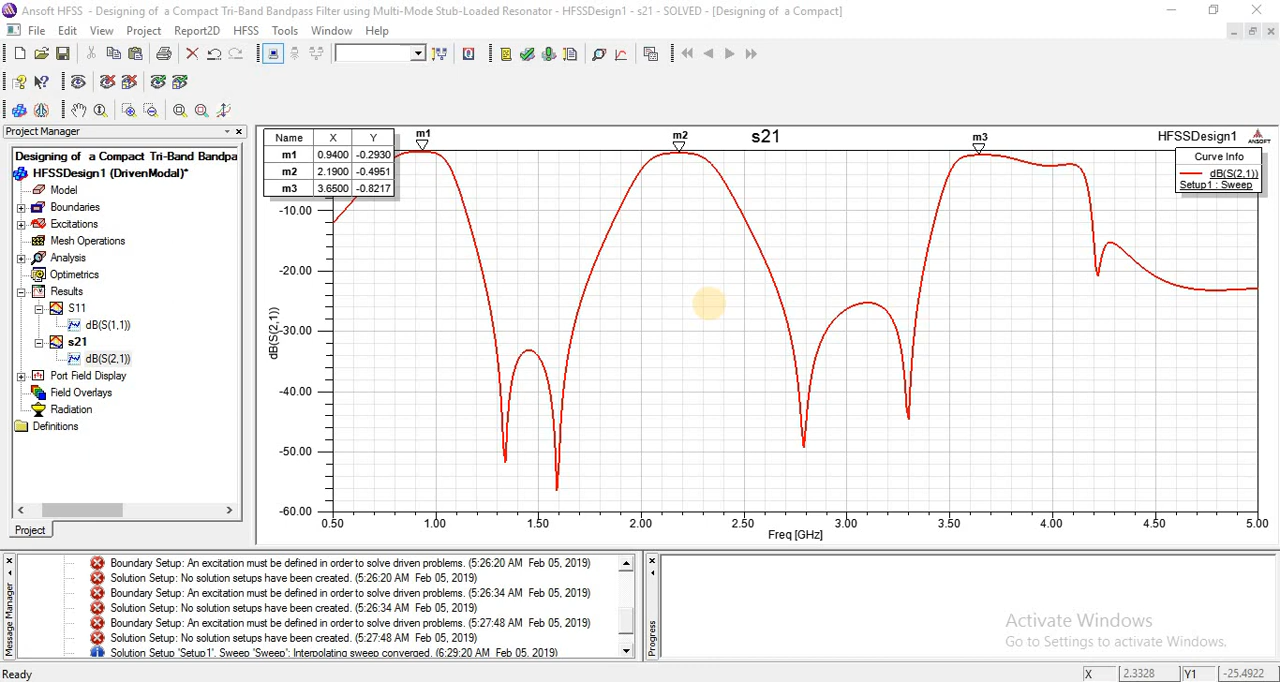 Ansoft HFSS - Designing of a Compact Tri-Band Bandpass Filter using Multi-Mode Stub-Loaded Resonator - HFSSDesign1 - s21 - SOLVED - [Designing of a Compact]
File Edit View Project Report2D HFSS Tools Window Help
Project Manager
Designing of a Compact Tri-Band Bandpa
HFSSDesign1 (DrivenModal)*
Model
Boundaries
Excitations
Mesh Operations
Analysis
Optimetrics
Results
S11
dB(S(1,1))
s21
dB(S(2,1))
Port Field Display
Field Overlays
Radiation
Definitions
Project
Name X Y
m1 0.9400 -0.2930
m2 2.1900 -0.4951
m3 3.6500 -0.8217
m1
m2
s21
m3
HFSSDesign1
ANSOFT
Curve Info
dB(S(2,1))
Setup1 : Sweep
-10.00
-20.00
-30.00
-40.00
-50.00
-60.00
dB(S(2,1))
0.50 1.00 1.50 2.00 2.50 3.00 3.50 4.00 4.50 5.00
Freq [GHz]
Message Manager
Boundary Setup: An excitation must be defined in order to solve driven problems. (5:26:20 AM Feb 05, 2019)
Solution Setup: No solution setups have been created. (5:26:20 AM Feb 05, 2019)
Boundary Setup: An excitation must be defined in order to solve driven problems. (5:26:34 AM Feb 05, 2019)
Solution Setup: No solution setups have been created. (5:26:34 AM Feb 05, 2019)
Boundary Setup: An excitation must be defined in order to solve driven problems. (5:27:48 AM Feb 05, 2019)
Solution Setup: No solution setups have been created. (5:27:48 AM Feb 05, 2019)
Solution Setup 'Setup1', Sweep 'Sweep': Interpolating sweep converged. (6:29:20 AM Feb 05, 2019)
Progress
Activate Windows
Go to Settings to activate Windows.
Ready
X 2.3328 Y1 -25.4922